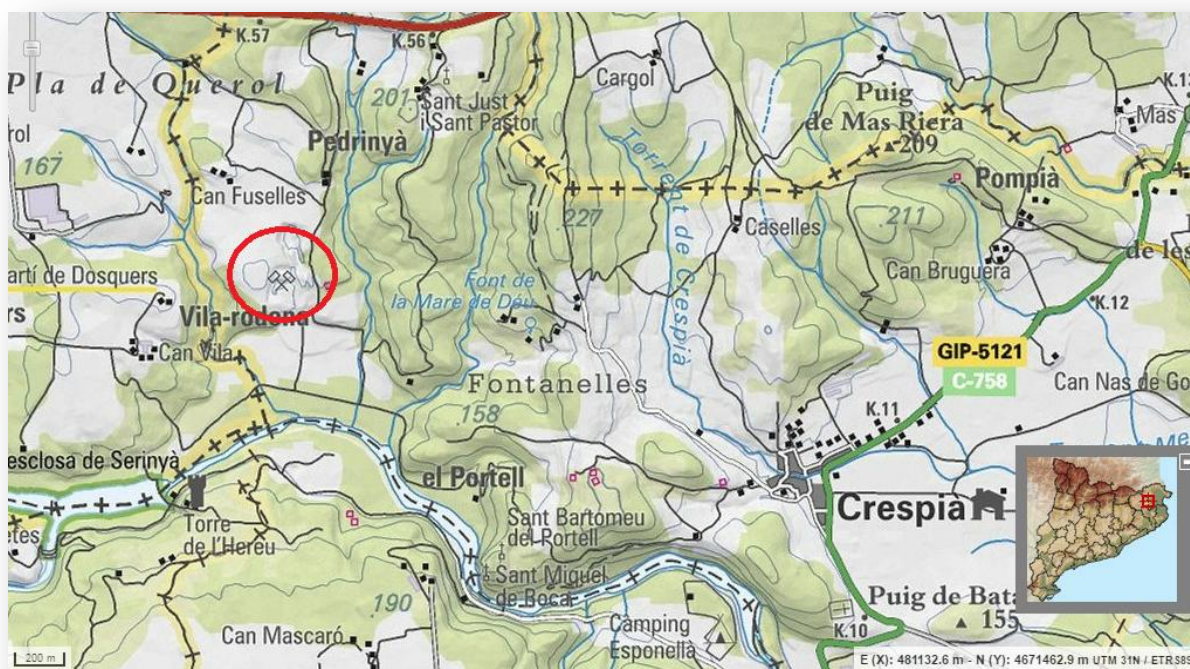 K.57
K.56
Pla de Querol
201
Sant Just
i Sant Pastor
Cargol
Puig
de Mas Riera
209
K.13
Mas
rol
167
Pedrinyà
Can Fuselles
Torrent de Crespià
227
Caselles
211
Pompià
Can Bruguera
de les
artí de Dosquers
rs
Vila-rodona
Can Vila
Font de
la Mare de Déu
K.12
GIP-5121
C-758
Can Nas de Go
Fontanelles
158
K.11
esclosa de Serinyà
el Portell
Crespià
Torre
de l'Hereu
etes
Sant Bartomeu
del Portell
Sant Miquel
de Roca
190
Can Mascaró
Càmping
Esponellà
Puig de Bata
155
K.10
200 m
E (X): 481132.6 m - N (Y): 4671462.9 m UTM 31N / ETRS89